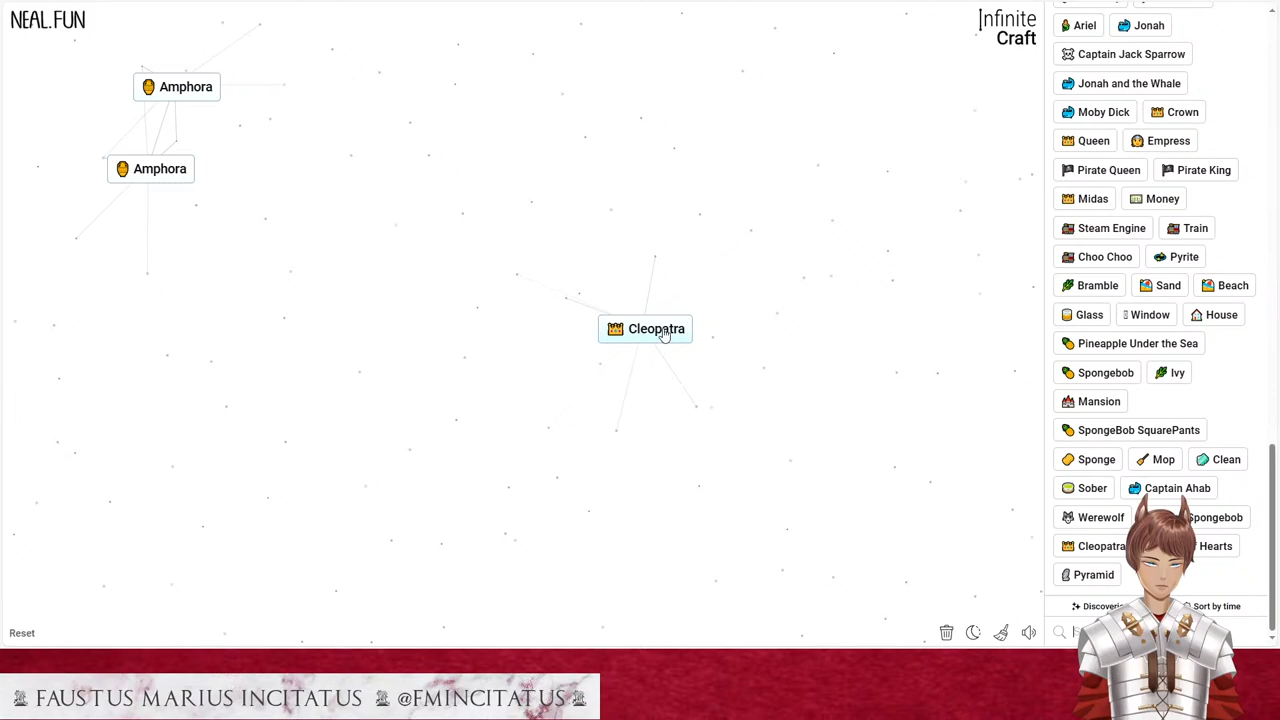 NEAL.FUN
Infinite
Craft
Amphora
Amphora
Cleopatra
Reset
Ariel Jonah
Captain Jack Sparrow
Jonah and the Whale
Moby Dick Crown
Queen Empress
Pirate Queen Pirate King
Midas Money
Steam Engine Train
Choo Choo Pyrite
Bramble Sand Beach
Glass Window House
Pineapple Under the Sea
Spongebob Ivy
Mansion
SpongeBob SquarePants
Sponge Mop Clean
Sober Captain Ahab
Werewolf Spongebob
Cleopatra Hearts
Pyramid
Sort by time
FAUSTUS MARIUS INCITATUS @FMINCITATUS